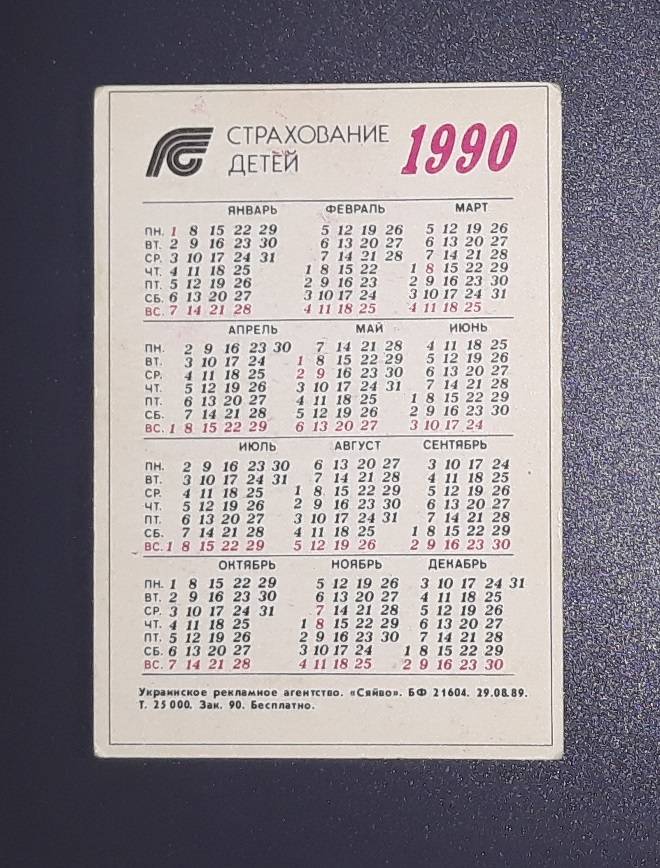 СТРАХОВАНИЕ
ДЕТЕЙ
1990
ЯНВАРЬ ФЕВРАЛЬ МАРТ
ПН. 1 8 15 22 29 5 12 19 26 5 12 19 26
ВТ. 2 9 16 23 30 6 13 20 27 6 13 20 27
СР. 3 10 17 24 31 7 14 21 28 7 14 21 28
ЧТ. 4 11 18 25 1 8 15 22 1 8 15 22 29
ПТ. 5 12 19 26 2 9 16 23 2 9 16 23 30
СБ. 6 13 20 27 3 10 17 24 3 10 17 24 31
ВС. 7 14 21 28 4 11 18 25 4 11 18 25
АПРЕЛЬ МАЙ ИЮНЬ
ПН. 2 9 16 23 30 7 14 21 28 4 11 18 25
ВТ. 3 10 17 24 1 8 15 22 29 5 12 19 26
СР. 4 11 18 25 2 9 16 23 30 6 13 20 27
ЧТ. 5 12 19 26 3 10 17 24 31 7 14 21 28
ПТ. 6 13 20 27 4 11 18 25 1 8 15 22 29
СБ. 7 14 21 28 5 12 19 26 2 9 16 23 30
ВС. 1 8 15 22 29 6 13 20 27 3 10 17 24
ИЮЛЬ АВГУСТ СЕНТЯБРЬ
ПН. 2 9 16 23 30 6 13 20 27 3 10 17 24
ВТ. 3 10 17 24 31 7 14 21 28 4 11 18 25
СР. 4 11 18 25 1 8 15 22 29 5 12 19 26
ЧТ. 5 12 19 26 2 9 16 23 30 6 13 20 27
ПТ. 6 13 20 27 3 10 17 24 31 7 14 21 28
СБ. 7 14 21 28 4 11 18 25 1 8 15 22 29
ВС. 1 8 15 22 29 5 12 19 26 2 9 16 23 30
ОКТЯБРЬ НОЯБРЬ ДЕКАБРЬ
ПН. 1 8 15 22 29 5 12 19 26 3 10 17 24 31
ВТ. 2 9 16 23 30 6 13 20 27 4 11 18 25
СР. 3 10 17 24 31 7 14 21 28 5 12 19 26
ЧТ. 4 11 18 25 1 8 15 22 29 6 13 20 27
ПТ. 5 12 19 26 2 9 16 23 30 7 14 21 28
СБ. 6 13 20 27 3 10 17 24 1 8 15 22 29
ВС. 7 14 21 28 4 11 18 25 2 9 16 23 30
Украинское рекламное агентство. «Сяйво». БФ 21604. 29.08.89.
Т. 25 000. Зак. 90. Бесплатно.